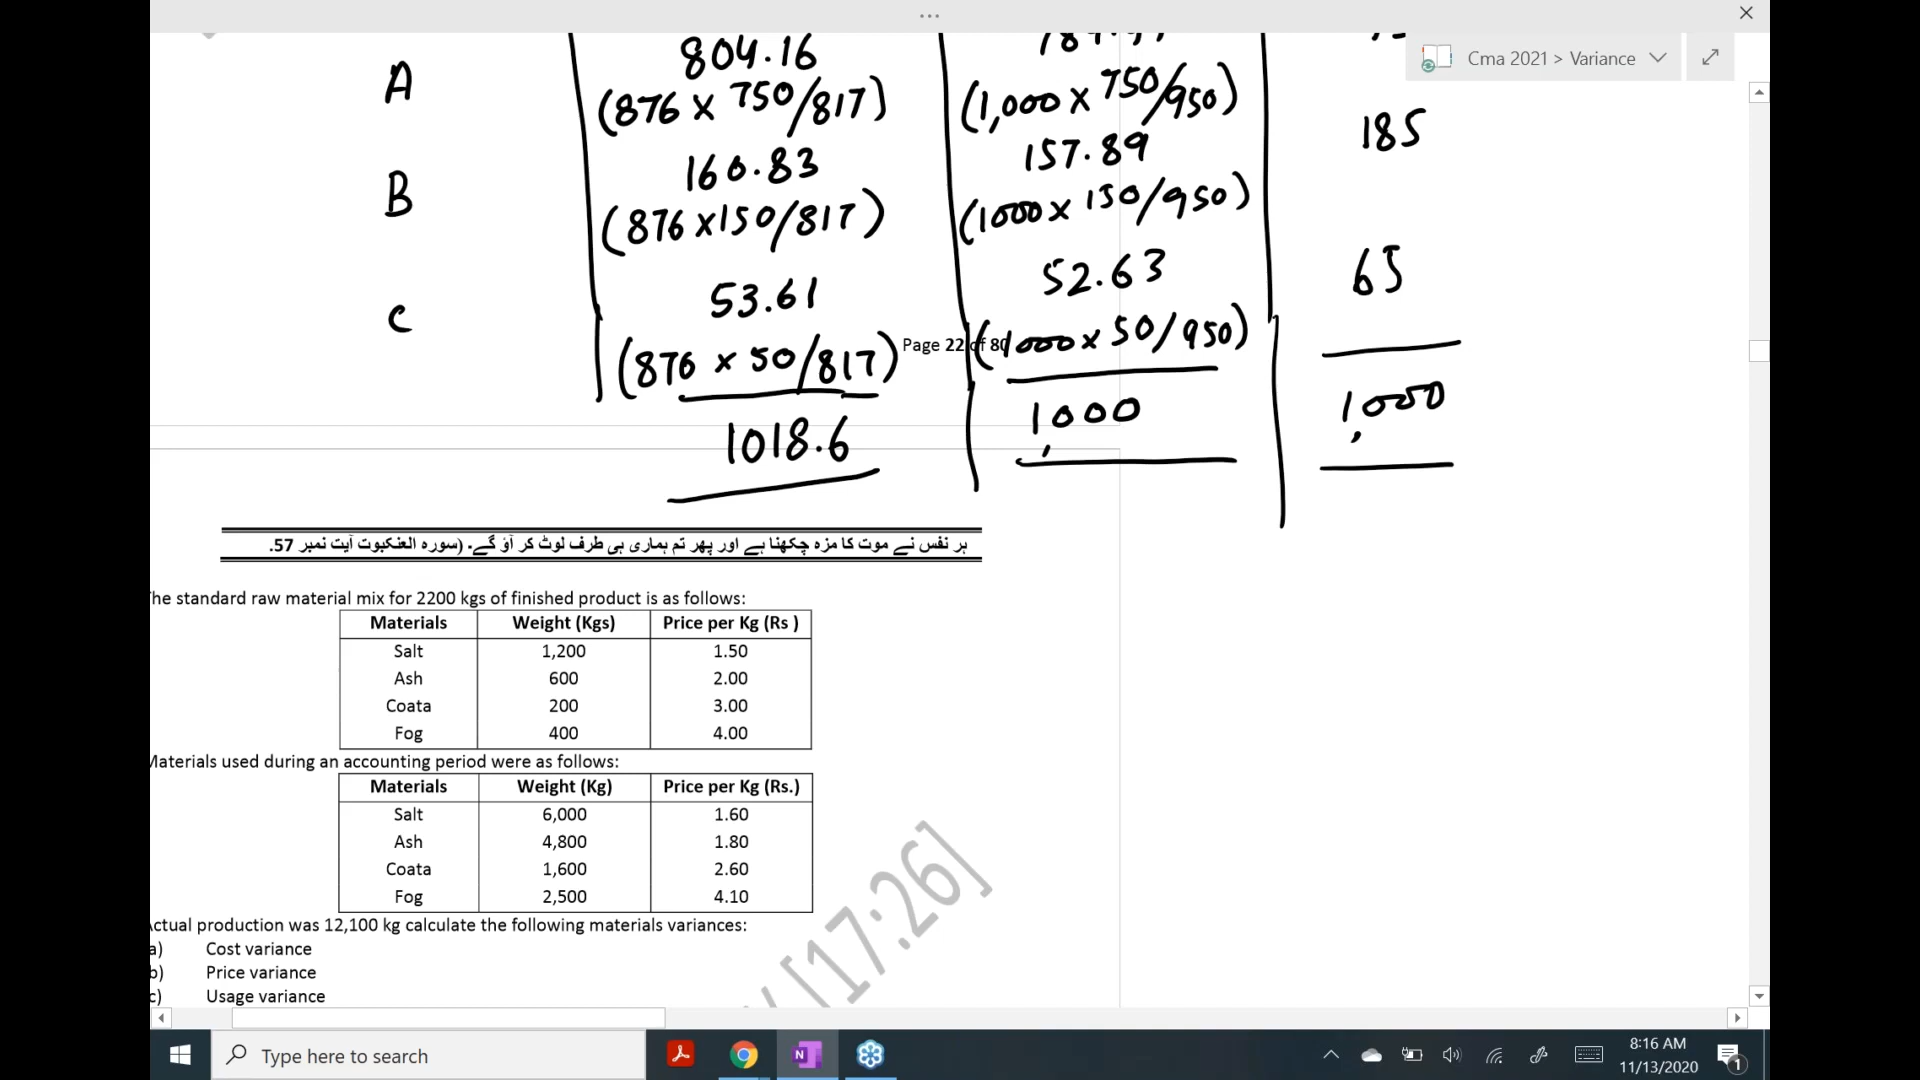 Cma 2021 > Variance
A
804.16
(876 x 750/817)
(1,000 x 750/950)
185
B
160.83
157.89
(876 x 150/817)
(1000 x 150/950)
C
53.61
52.63
65
(876 x 50/817)
Page 22 of 80
(1000 x 50/950)
1018.6
1,000
1,000
ہر نفس نے موت کا مزہ چکھنا ہے اور پھر تم ہماری ہی طرف لوٹ کر آؤ گے۔ (سورہ العنکبوت آیت نمبر 57.
The standard raw material mix for 2200 kgs of finished product is as follows:
Materials Weight (Kgs) Price per Kg (Rs )
Salt 1,200 1.50
Ash 600 2.00
Coata 200 3.00
Fog 400 4.00
Materials used during an accounting period were as follows:
Materials Weight (Kg) Price per Kg (Rs.)
Salt 6,000 1.60
Ash 4,800 1.80
Coata 1,600 2.60
Fog 2,500 4.10
Actual production was 12,100 kg calculate the following materials variances:
a) Cost variance
b) Price variance
c) Usage variance
[17:26]
Type here to search
8:16 AM
11/13/2020
1